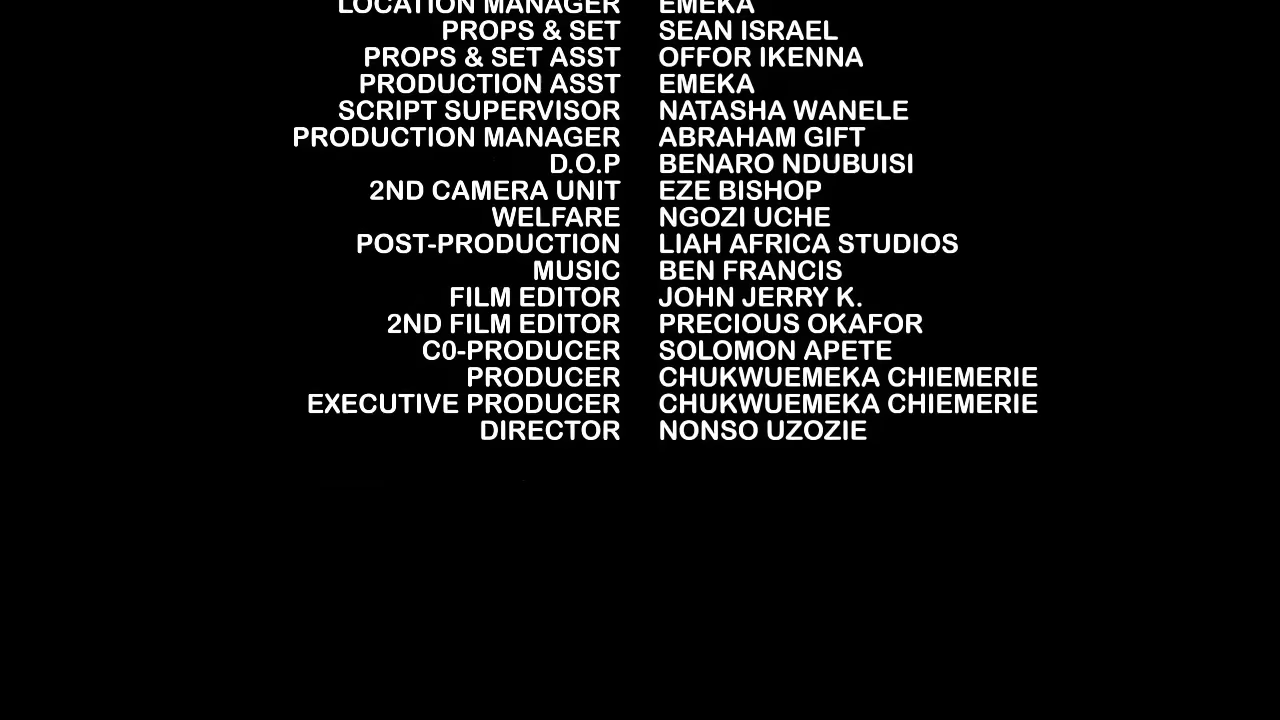 LOCATION MANAGER EMEKA
PROPS & SET SEAN ISRAEL
PROPS & SET ASST OFFOR IKENNA
PRODUCTION ASST EMEKA
SCRIPT SUPERVISOR NATASHA WANELE
PRODUCTION MANAGER ABRAHAM GIFT
D.O.P BENARO NDUBUISI
2ND CAMERA UNIT EZE BISHOP
WELFARE NGOZI UCHE
POST-PRODUCTION LIAH AFRICA STUDIOS
MUSIC BEN FRANCIS
FILM EDITOR JOHN JERRY K.
2ND FILM EDITOR PRECIOUS OKAFOR
C0-PRODUCER SOLOMON APETE
PRODUCER CHUKWUEMEKA CHIEMERIE
EXECUTIVE PRODUCER CHUKWUEMEKA CHIEMERIE
DIRECTOR NONSO UZOZIE